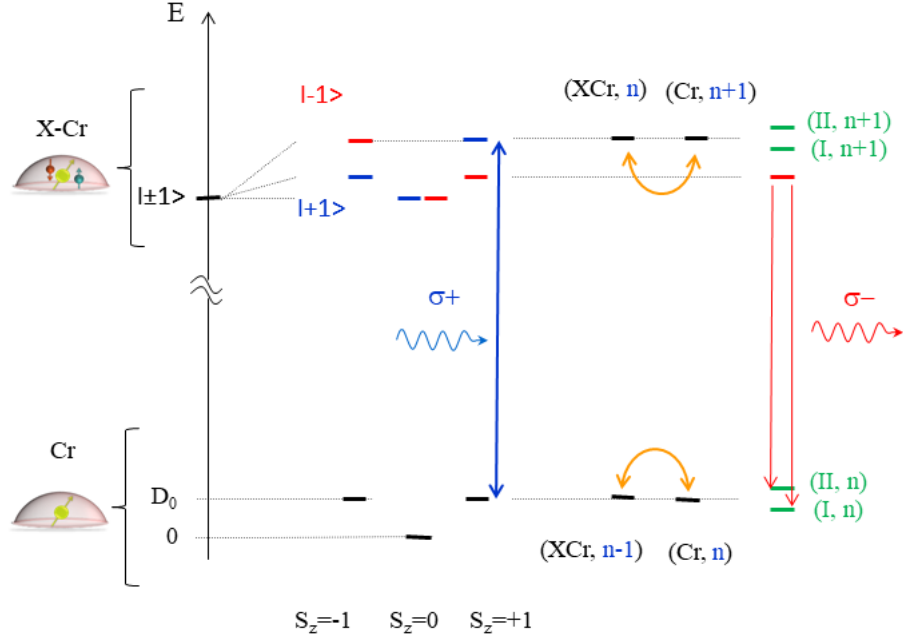 E
|-1>
(XCr, n)
(Cr, n+1)
(II, n+1)
(I, n+1)
X-Cr
|±1>
|+1>
σ+
σ−
Cr
D0
0
(II, n)
(I, n)
(XCr, n-1)
(Cr, n)
Sz=-1
Sz=0
Sz=+1